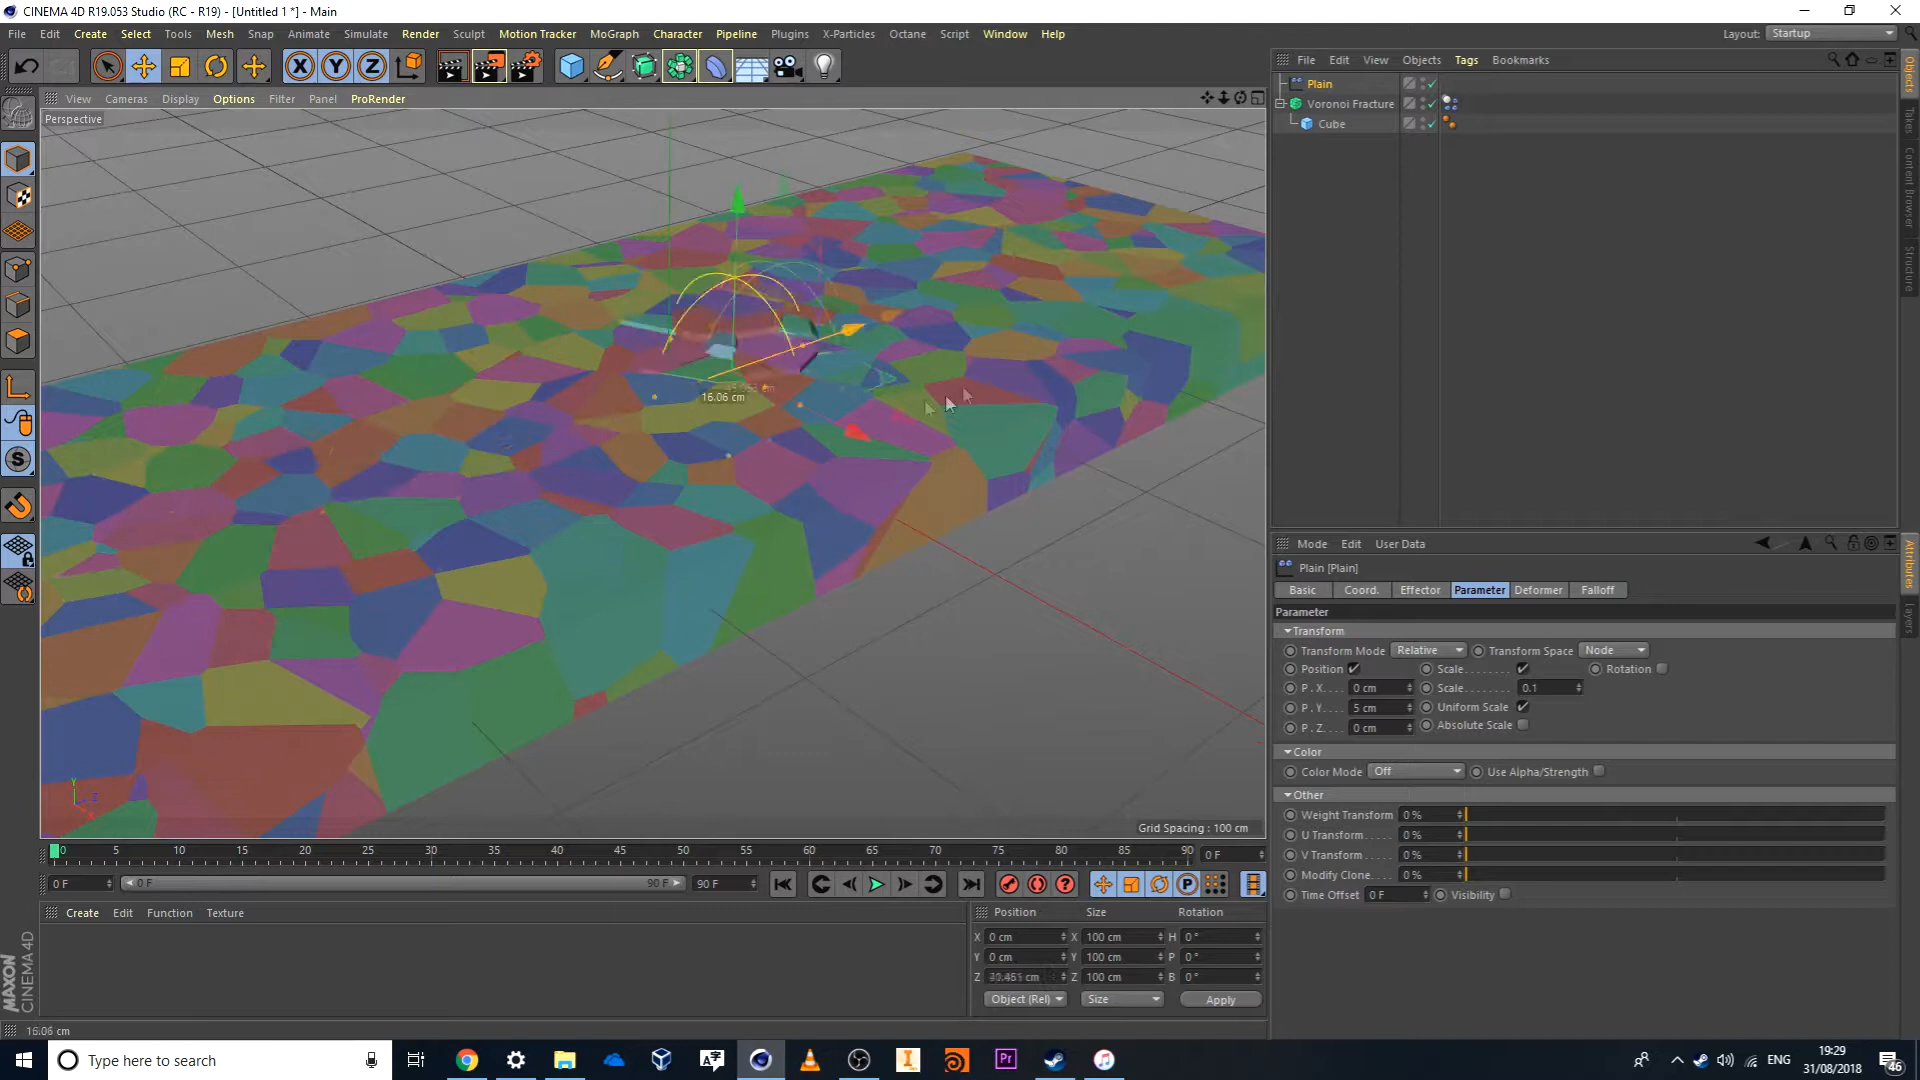 CINEMA 4D R19.053 Studio (RC - R19) - [Untitled 1 *] - Main
File Edit Create Select Tools Mesh Snap Animate Simulate Render Sculpt Motion Tracker MoGraph Character Pipeline Plugins X-Particles Octane Script Window Help
Layout: Startup
View Cameras Display Options Filter Panel ProRender
Perspective
16.06 cm
Grid Spacing : 100 cm
File Edit View Objects Tags Bookmarks
Plain
Voronoi Fracture
Cube
Objects
Takes
Content Browser
Structure
Mode Edit User Data
Plain [Plain]
Basic Coord. Effector Parameter Deformer Falloff
Parameter
Transform
Transform Mode Relative Transform Space Node
Position Scale........ Rotation
P . X.... 0 cm Scale........ 0.1
P . Y.... 5 cm Uniform Scale
P . Z.... 0 cm Absolute Scale
Color
Color Mode Off Use Alpha/Strength
Other
Weight Transform 0 %
U Transform..... 0 %
V Transform..... 0 %
Modify Clone.... 0 %
Time Offset 0 F Visibility
Attributes
Layers
0 5 10 15 20 25 30 35 40 45 50 55 60 65 70 75 80 85 90 0 F
0 F 0 F 90 F 90 F
Create Edit Function Texture
Position Size Rotation
X 0 cm X 100 cm H 0 °
Y 0 cm Y 100 cm P 0 °
Z Z 100 cm B 0 °
Object (Rel) Size Apply
MAXON
CINEMA 4D
16.06 cm
Type here to search
ENG
19:29
31/08/2018
46